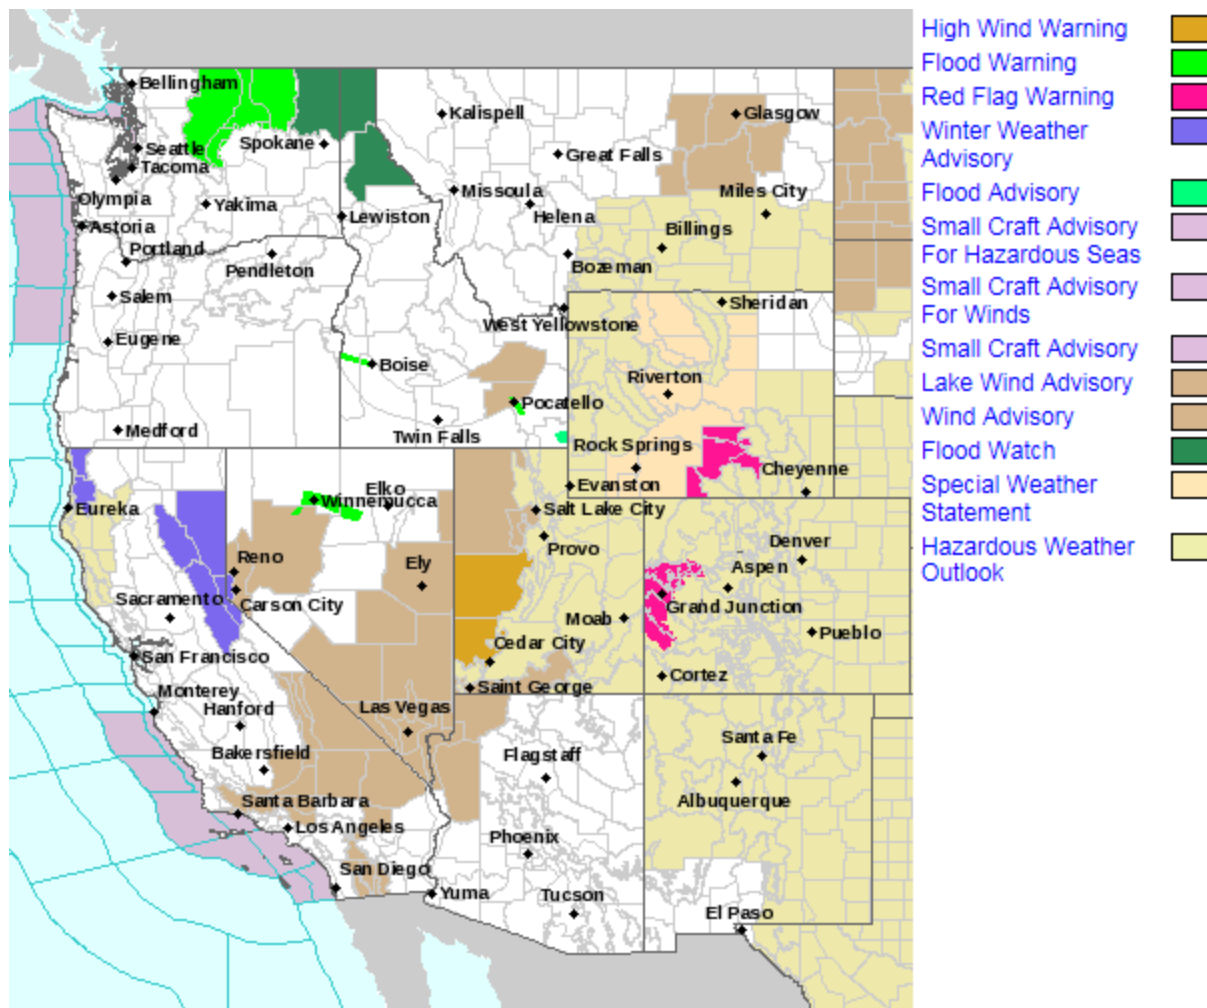 High Wind Warning
Flood Warning
Red Flag Warning
Winter Weather
Advisory
Flood Advisory
Small Craft Advisory
For Hazardous Seas
Small Craft Advisory
For Winds
Small Craft Advisory
Lake Wind Advisory
Wind Advisory
Flood Watch
Special Weather
Statement
Hazardous Weather
Outlook
Bellingham
Kalispell
Glasgow
Seattle
Spokane
Great Falls
Tacoma
Olympia
Yakima
Missoula
Miles City
Lewiston
Helena
Astoria
Billings
Portland
Pendleton
Bozeman
Salem
Sheridan
West Yellowstone
Eugene
Boise
Riverton
Pocatello
Medford
Twin Falls
Rock Springs
Cheyenne
Evanston
Elko
Winnemucca
Eureka
Salt Lake City
Provo
Denver
Reno
Ely
Aspen
Sacramento
Carson City
Grand Junction
Moab
Pueblo
Cedar City
San Francisco
Cortez
Saint George
Monterey
Hanford
Las Vegas
Santa Fe
Bakersfield
Flagstaff
Albuquerque
Santa Barbara
Los Angeles
Phoenix
San Diego
Yuma
Tucson
El Paso